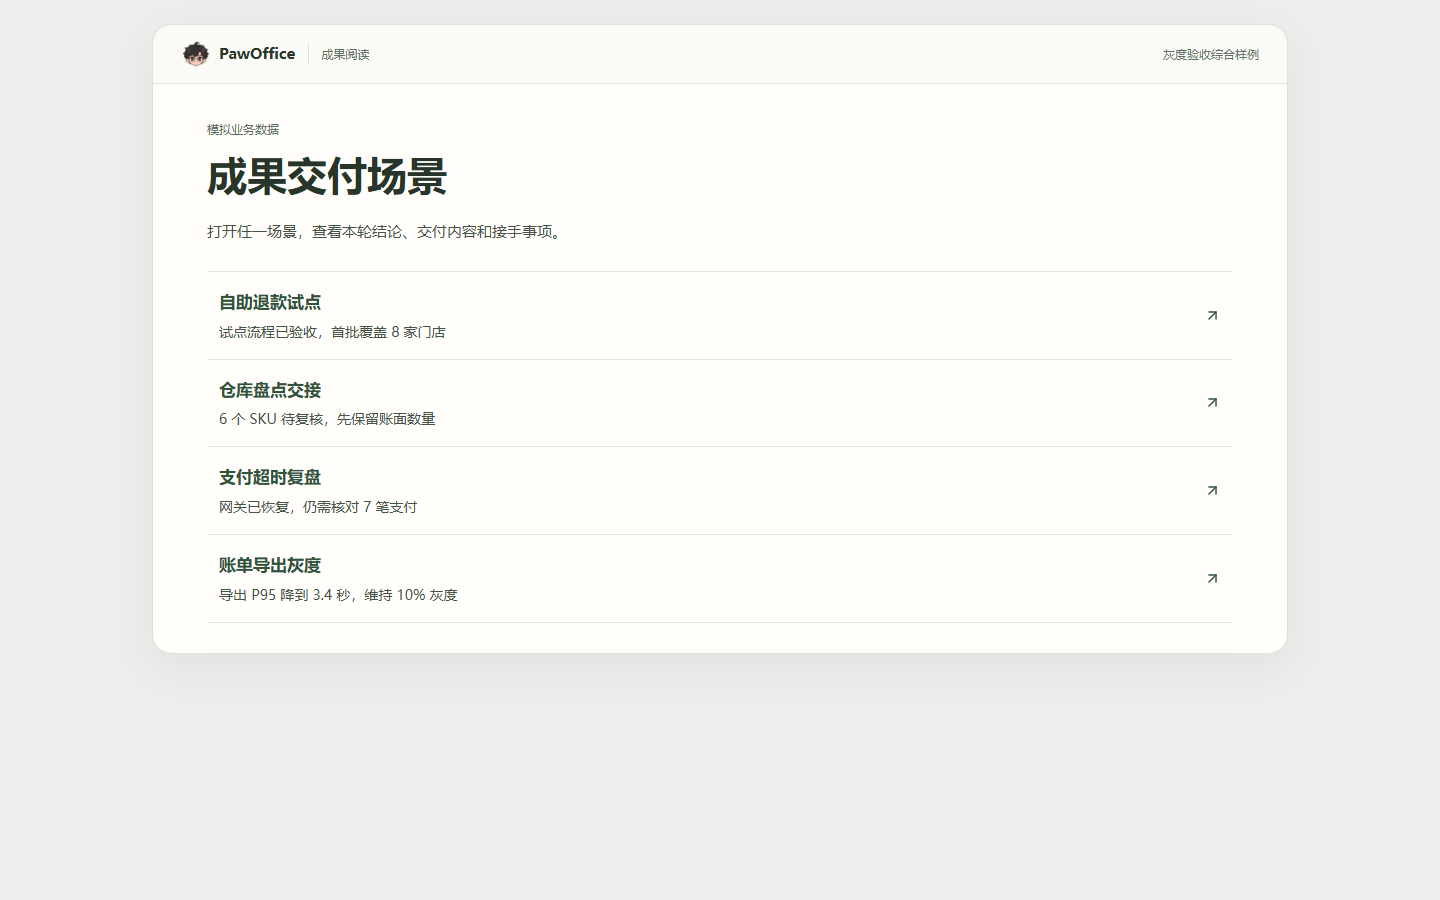 PawOffice
成果阅读
灰度验收综合样例
模拟业务数据
成果交付场景
打开任一场景，查看本轮结论、交付内容和接手事项。
自助退款试点
试点流程已验收，首批覆盖 8 家门店
仓库盘点交接
6 个 SKU 待复核，先保留账面数量
支付超时复盘
网关已恢复，仍需核对 7 笔支付
账单导出灰度
导出 P95 降到 3.4 秒，维持 10% 灰度